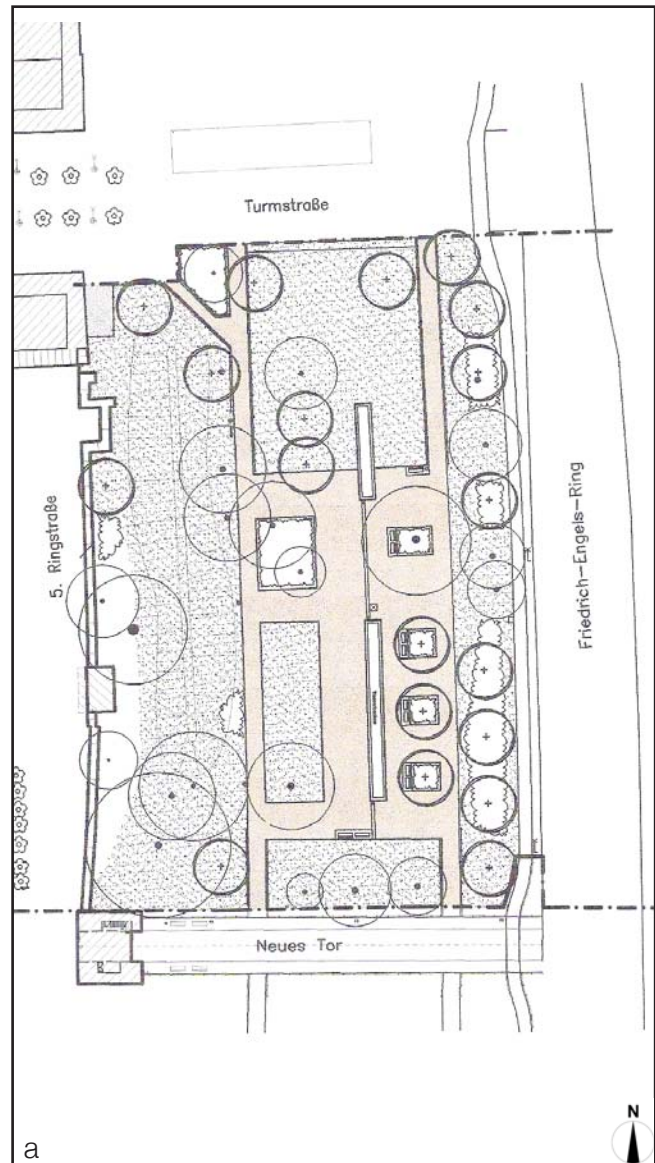 Turmstraße
5. Ringstraße
Friedrich–Engels–Ring
Neues Tor
N
a